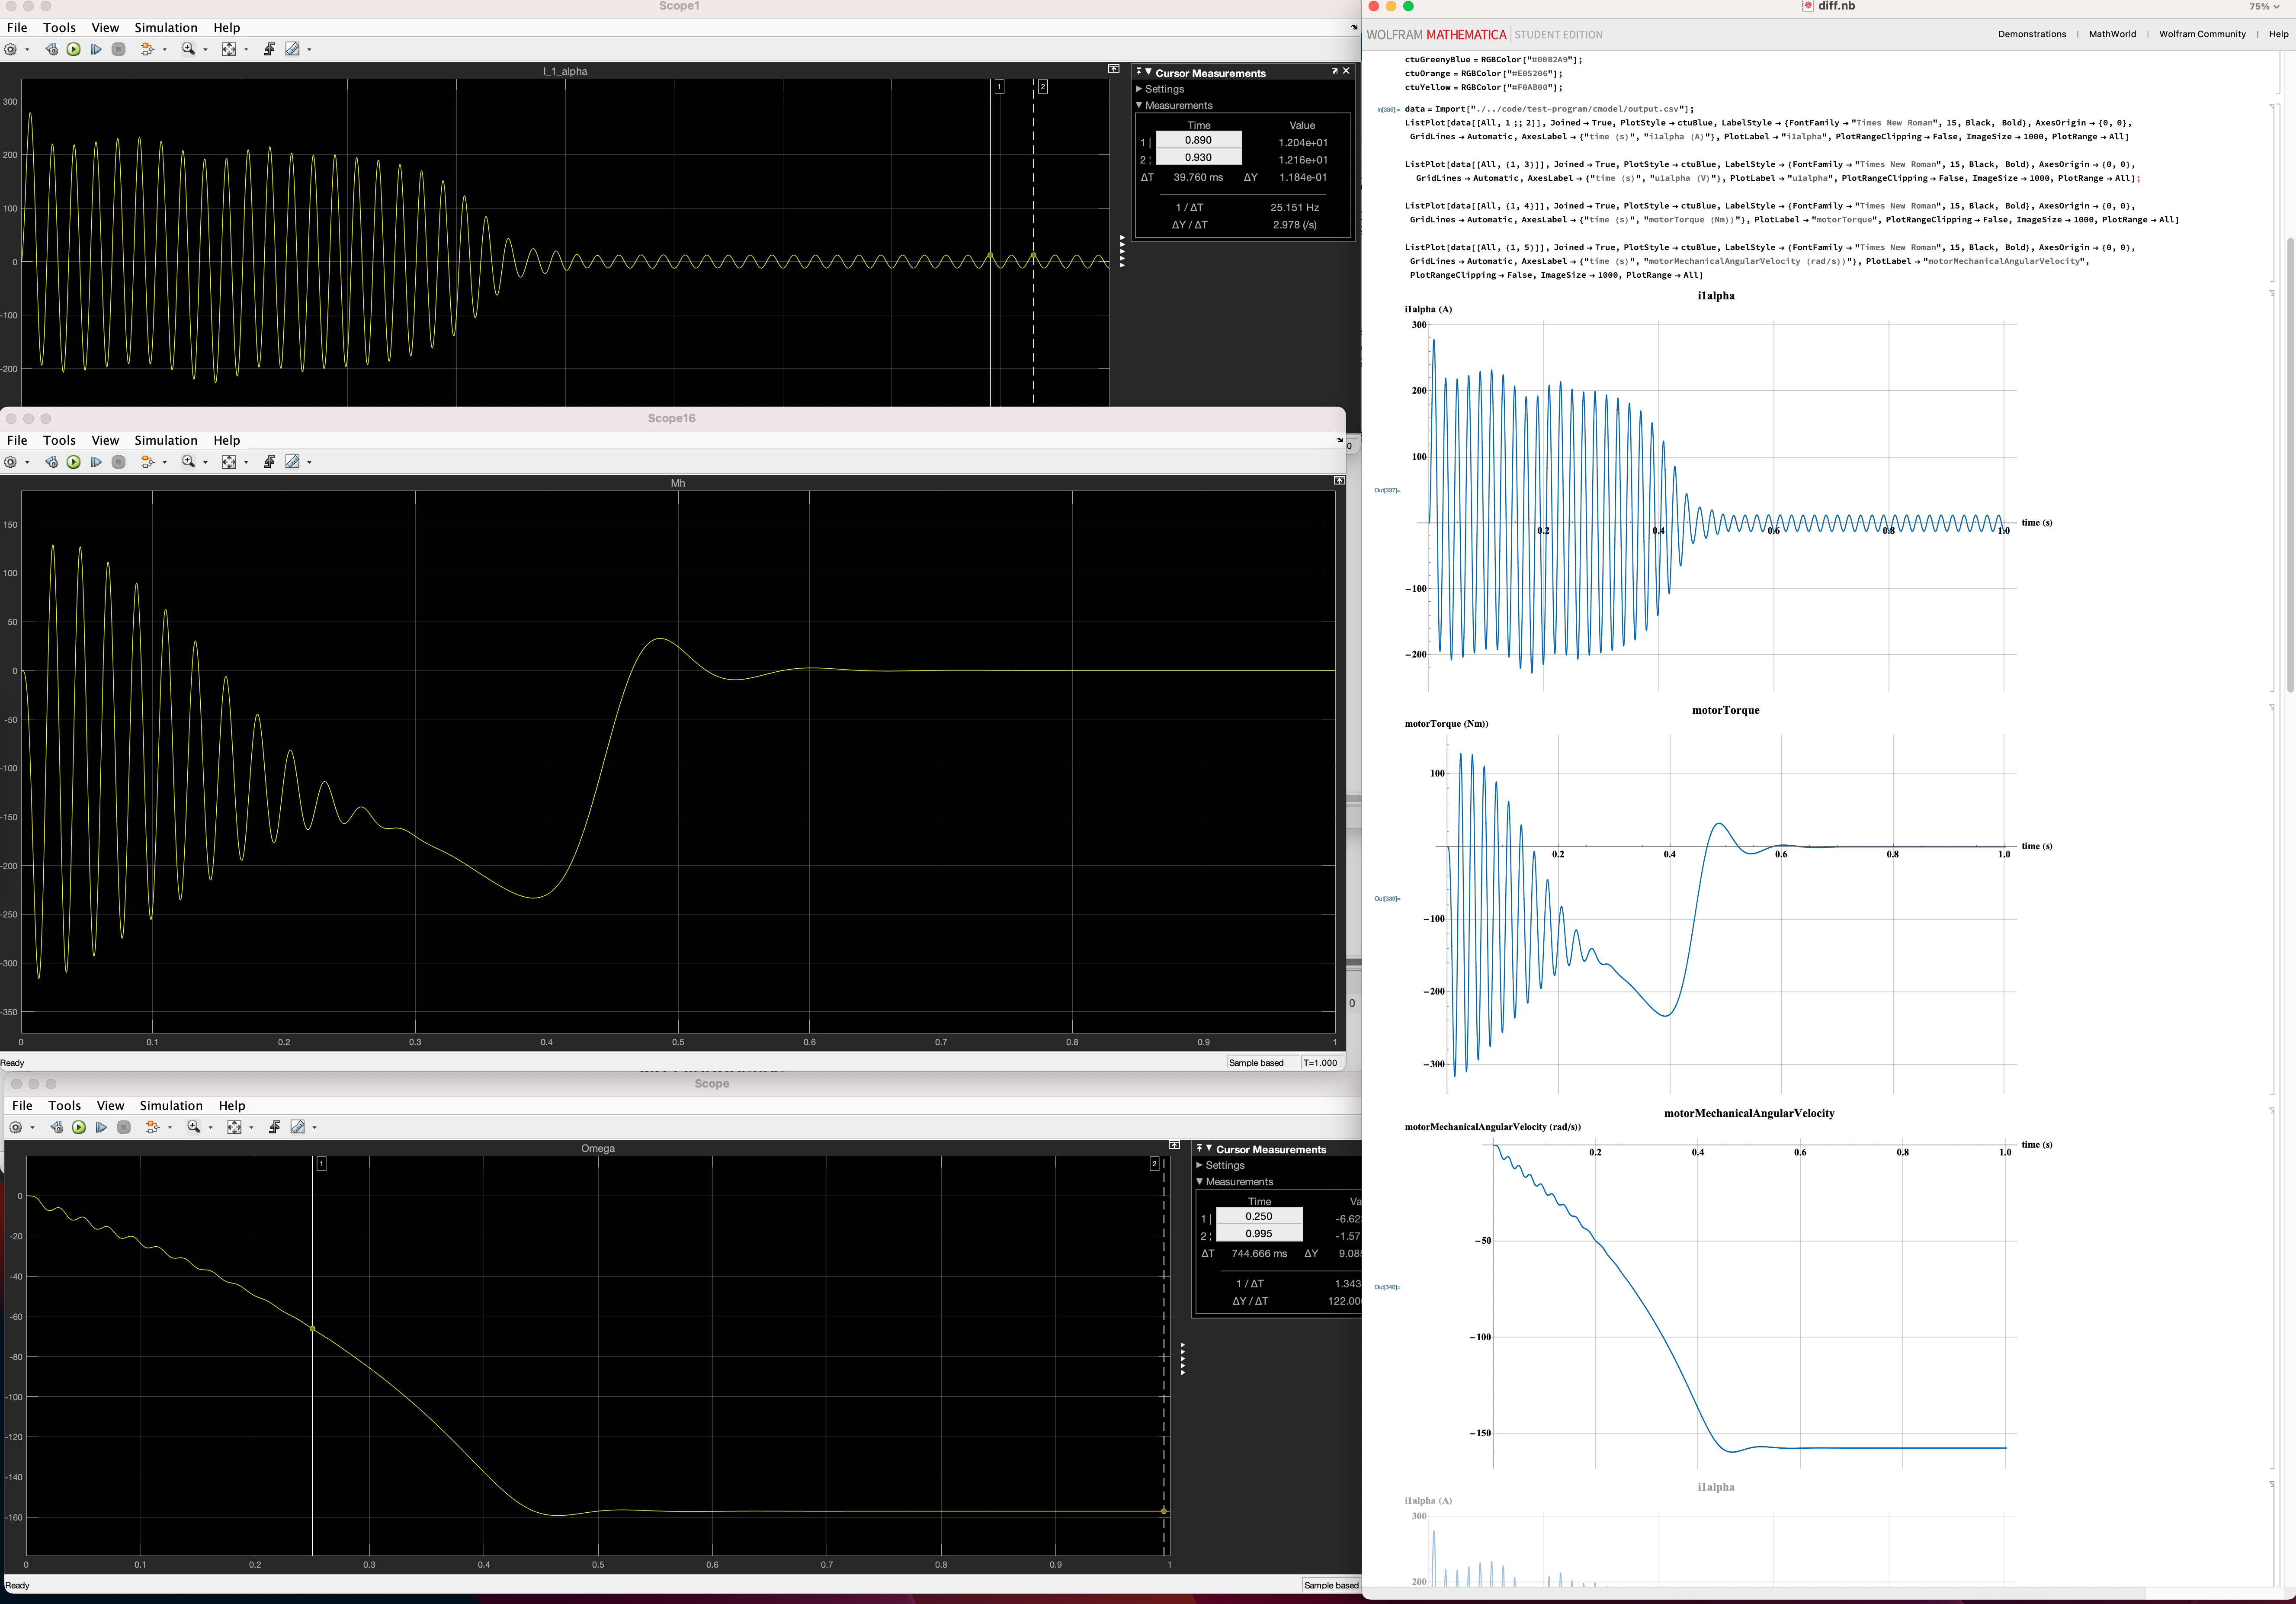 Scope1
File Tools View Simulation Help
I_1_alpha
300
200
100
0
-100
-200
1
2
Cursor Measurements
Settings
Measurements
Time Value
1 | 0.890 1.204e+01
2 0.930 1.216e+01
ΔT 39.760 ms ΔY 1.184e-01
1 / ΔT 25.151 Hz
ΔY / ΔT 2.978 (/s)
Scope16
File Tools View Simulation Help
Mh
150
100
50
0
-50
-100
-150
-200
-250
-300
-350
0 0.1 0.2 0.3 0.4 0.5 0.6 0.7 0.8 0.9 1
Ready
Sample based T=1.000
Scope
File Tools View Simulation Help
Omega
1
2
0
-20
-40
-60
-80
-100
-120
-140
-160
0 0.1 0.2 0.3 0.4 0.5 0.6 0.7 0.8 0.9 1
Cursor Measurements
Settings
Measurements
Time Va
1 | 0.250 -6.62
2 0.995 -1.57
ΔT 744.666 ms ΔY 9.08
1 / ΔT 1.343
ΔY / ΔT 122.00
Ready
Sample based
diff.nb
75%
WOLFRAM MATHEMATICA | STUDENT EDITION
Demonstrations | MathWorld | Wolfram Community | Help
ctuGreenyBlue = RGBColor["#00B2A9"];
ctuOrange = RGBColor["#E05206"];
ctuYellow = RGBColor["#F0AB00"];
In[336]:= data = Import["./../code/test-program/cmodel/output.csv"];
ListPlot[data[[All, 1 ;; 2]], Joined → True, PlotStyle → ctuBlue, LabelStyle → {FontFamily → "Times New Roman", 15, Black, Bold}, AxesOrigin → {0, 0},
GridLines → Automatic, AxesLabel → {"time (s)", "i1alpha (A)"}, PlotLabel → "i1alpha", PlotRangeClipping → False, ImageSize → 1000, PlotRange → All]
ListPlot[data[[All, {1, 3}]], Joined → True, PlotStyle → ctuBlue, LabelStyle → {FontFamily → "Times New Roman", 15, Black, Bold}, AxesOrigin → {0, 0},
GridLines → Automatic, AxesLabel → {"time (s)", "u1alpha (V)"}, PlotLabel → "u1alpha", PlotRangeClipping → False, ImageSize → 1000, PlotRange → All];
ListPlot[data[[All, {1, 4}]], Joined → True, PlotStyle → ctuBlue, LabelStyle → {FontFamily → "Times New Roman", 15, Black, Bold}, AxesOrigin → {0, 0},
GridLines → Automatic, AxesLabel → {"time (s)", "motorTorque (Nm))"}, PlotLabel → "motorTorque", PlotRangeClipping → False, ImageSize → 1000, PlotRange → All]
ListPlot[data[[All, {1, 5}]], Joined → True, PlotStyle → ctuBlue, LabelStyle → {FontFamily → "Times New Roman", 15, Black, Bold}, AxesOrigin → {0, 0},
GridLines → Automatic, AxesLabel → {"time (s)", "motorMechanicalAngularVelocity (rad/s))"}, PlotLabel → "motorMechanicalAngularVelocity",
PlotRangeClipping → False, ImageSize → 1000, PlotRange → All]
i1alpha
i1alpha (A)
300
200
100
-100
-200
0.2 0.4 0.6 0.8 1.0
time (s)
Out[337]=
motorTorque
motorTorque (Nm))
100
-100
-200
-300
0.2 0.4 0.6 0.8 1.0
time (s)
Out[339]=
motorMechanicalAngularVelocity
motorMechanicalAngularVelocity (rad/s))
0.2 0.4 0.6 0.8 1.0
time (s)
-50
-100
-150
Out[340]=
i1alpha
i1alpha (A)
300
200